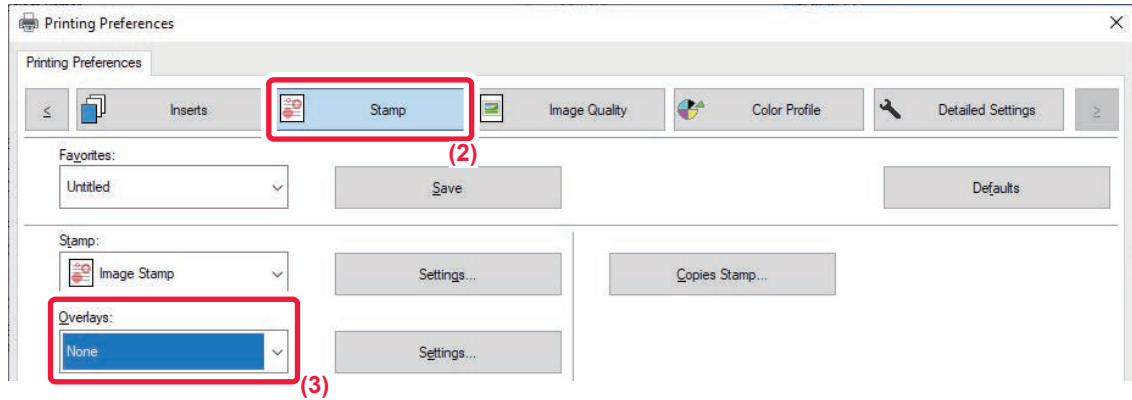 Printing Preferences
Printing Preferences
≤ Inserts Stamp Image Quality Color Profile Detailed Settings ≥
(2)
Favorites:
Untitled Save Defaults
Stamp:
Image Stamp Settings... Copies Stamp...
Overlays:
None Settings...
(3)